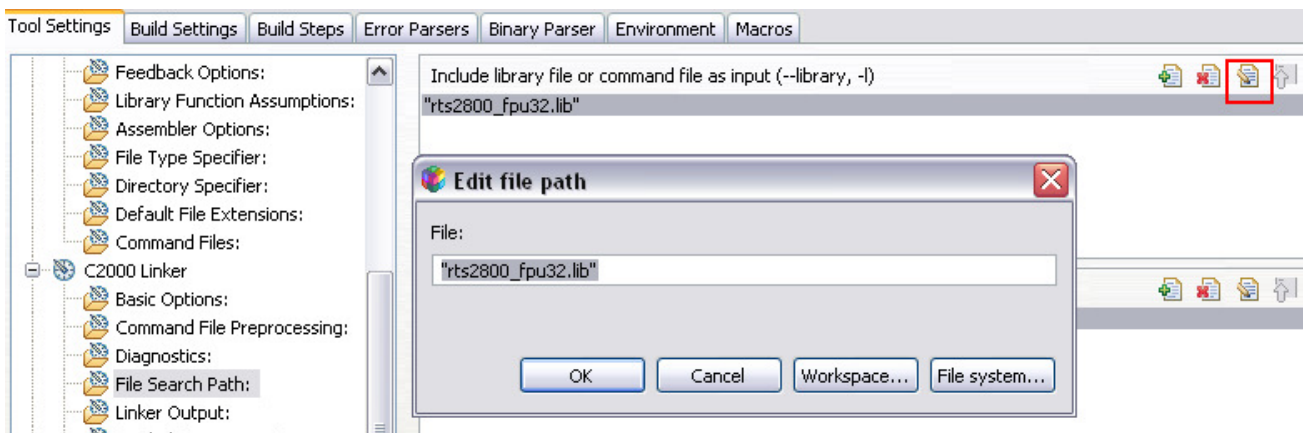 Tool Settings Build Settings Build Steps Error Parsers Binary Parser Environment Macros
Feedback Options:
Library Function Assumptions:
Assembler Options:
File Type Specifier:
Directory Specifier:
Default File Extensions:
Command Files:
C2000 Linker
Basic Options:
Command File Preprocessing:
Diagnostics:
File Search Path:
Linker Output:
Include library file or command file as input (--library, -l)
"rts2800_fpu32.lib"
Edit file path
File:
"rts2800_fpu32.lib"
OK Cancel Workspace... File system...